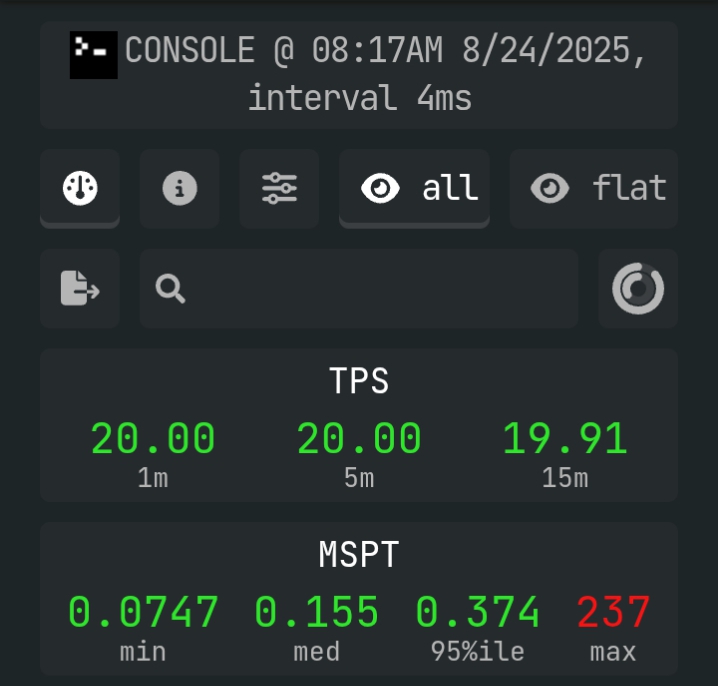 CONSOLE @ 08:17AM 8/24/2025,
interval 4ms
all flat
TPS
20.00 20.00 19.91
1m 5m 15m
MSPT
0.0747 0.155 0.374 237
min med 95%ile max